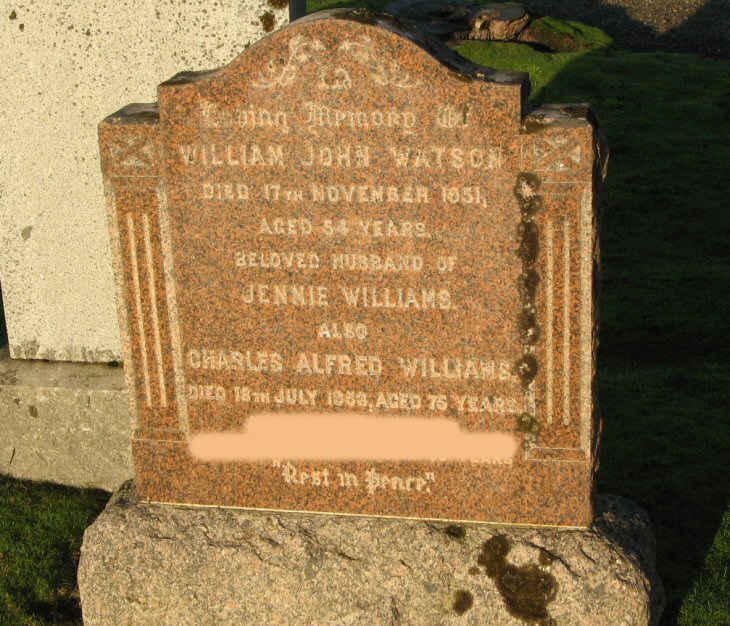 In
Loving Memory Of
WILLIAM JOHN WATSON
DIED 17TH NOVEMBER 1951,
AGED 54 YEARS.
BELOVED HUSBAND OF
JENNIE WILLIAMS.
ALSO
CHARLES ALFRED WILLIAMS.
DIED 18TH JULY 1953, AGED 75 YEARS.
"Rest in Peace."